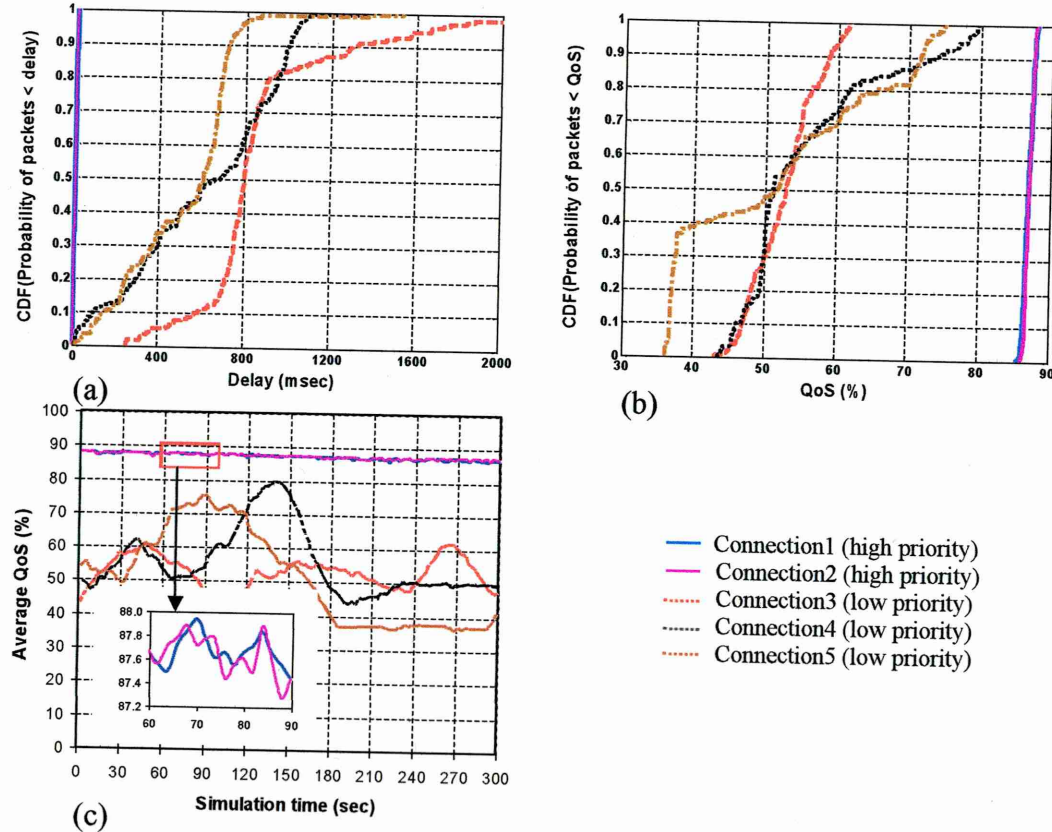 CDF(Probability of packets < delay)
1
0.9
0.8
0.7
0.6
0.5
0.4
0.3
0.2
0.1
0
0 400 800 1200 1600 2000
Delay (msec)
(a)
CDF(Probability of packets < QoS)
1
0.9
0.8
0.7
0.6
0.5
0.4
0.3
0.2
0.1
0
30 40 50 60 70 80 90
QoS (%)
(b)
Average QoS (%)
100
90
80
70
60
50
40
30
20
10
0
88.0
87.8
87.6
87.4
87.2
60 70 80 90
0 30 60 90 120 150 180 210 240 270 300
Simulation time (sec)
(c)
Connection1 (high priority)
Connection2 (high priority)
Connection3 (low priority)
Connection4 (low priority)
Connection5 (low priority)